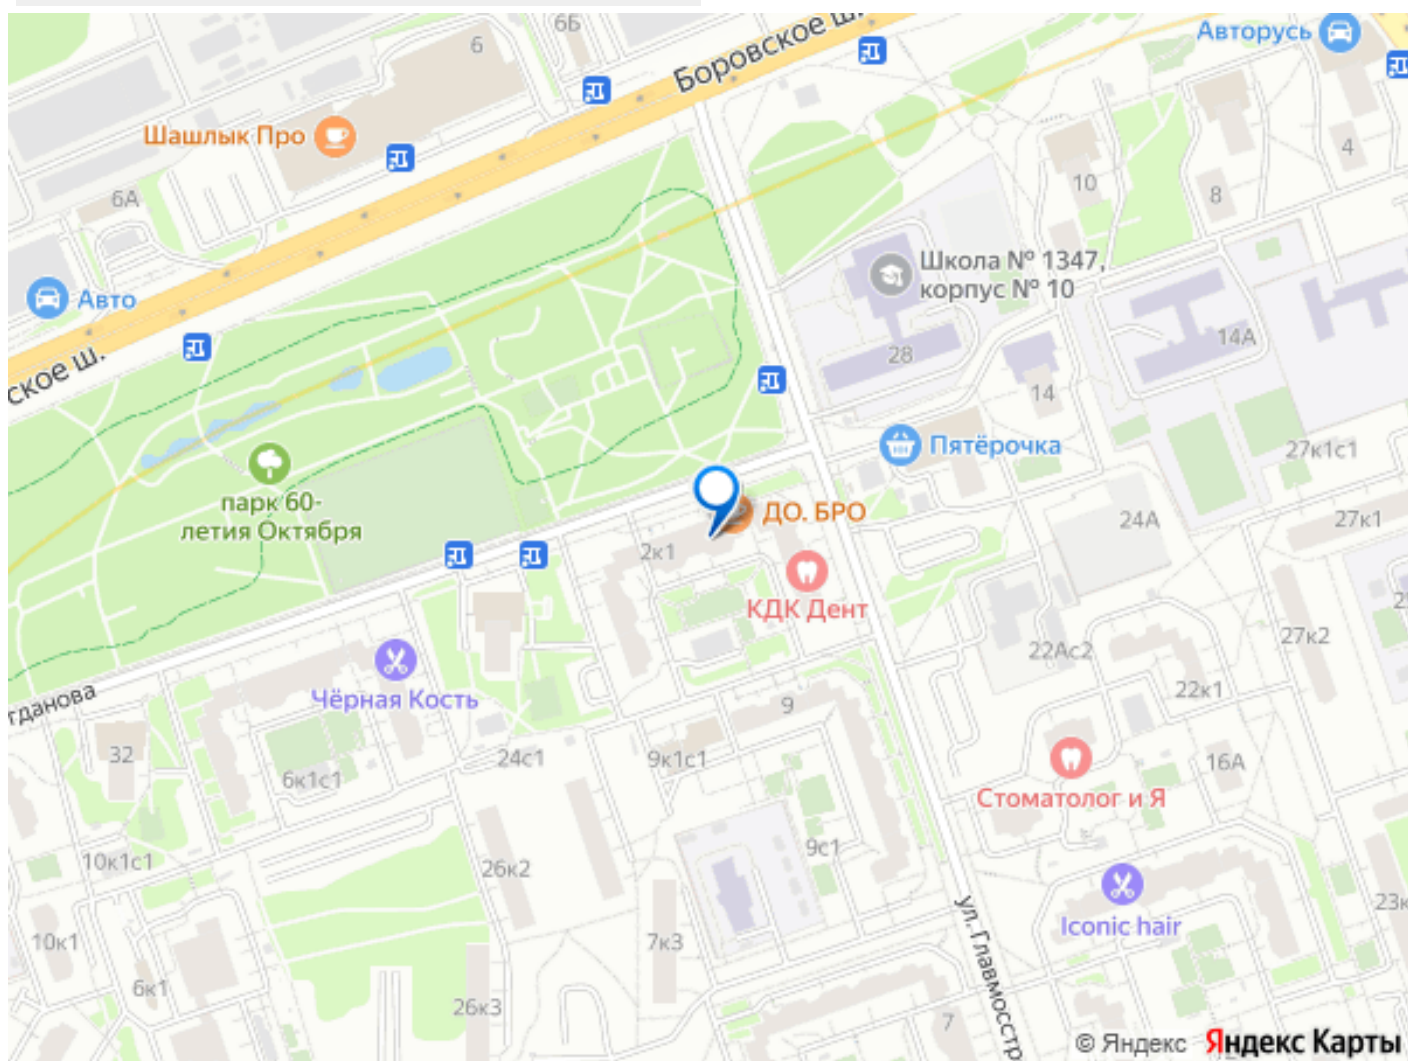 6Б
6
Боровское ш.
Авторусь
Шашлык Про
4
10
8
6А
Школа № 1347,
корпус № 10
Авто
28
14А
14
ское ш.
Пятёрочка
27к1с1
парк 60-
летия Октября
ДО. БРО
24А
27к1
2к1
КДК Дент
22Ас2
27к2
Чёрная Кость
гданова
22к1
9
32
24с1
9к1с1
6к1с1
16А
Стоматолог и Я
10к1с1
26к2
9с1
Iconic hair
23к
10к1
7к3
ул. Главмосстр
6к1
26к3
7
© Яндекс Яндекс Карты